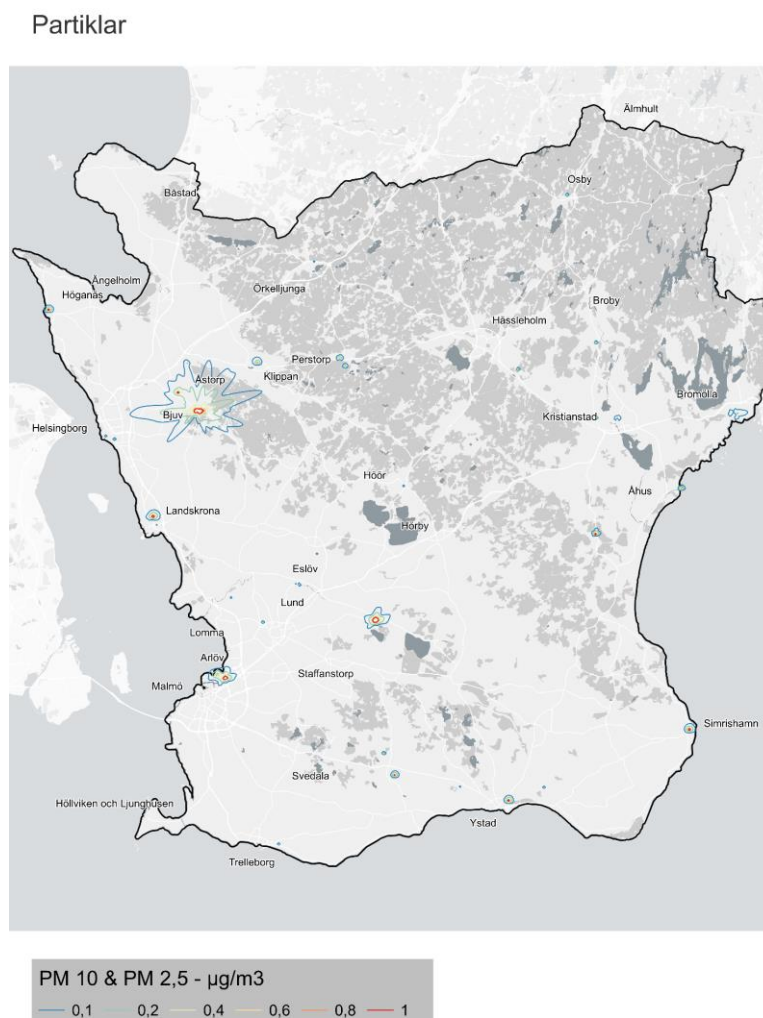 Partiklar
Älmhult
Osby
Båstad
Ängelholm
Höganäs
Örkelljunga
Broby
Hässleholm
Perstorp
Klippan
Åstorp
Bromölla
Bjuv
Kristianstad
Helsingborg
Höör
Åhus
Landskrona
Hörby
Eslöv
Lund
Lomma
Arlöv
Staffanstorp
Malmö
Simrishamn
Svedala
Höllviken och Ljunghusen
Ystad
Trelleborg
PM 10 & PM 2,5 - µg/m3
0,1 0,2 0,4 0,6 0,8 1